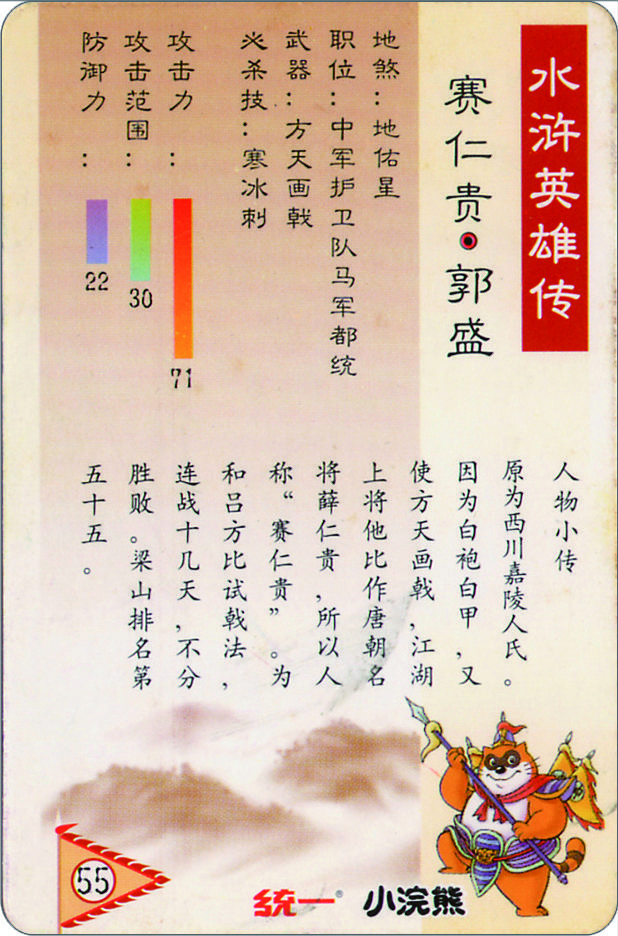 水浒英雄传
赛仁贵·郭盛
地煞：地佑星
职位：中军护卫队马军都统
武器：方天画戟
必杀技：寒冰刺
攻击力：
71
攻击范围：
30
防御力：
22
人物小传
原为西川嘉陵人氏。
因为白袍白甲，又
使方天画戟，江湖
上将他比作唐朝名
将薛仁贵，所以人
称“赛仁贵”。为
和吕方比试戟法，
连战十几天，不分
胜败。梁山排名第
五十五。
55
统一® 小浣熊